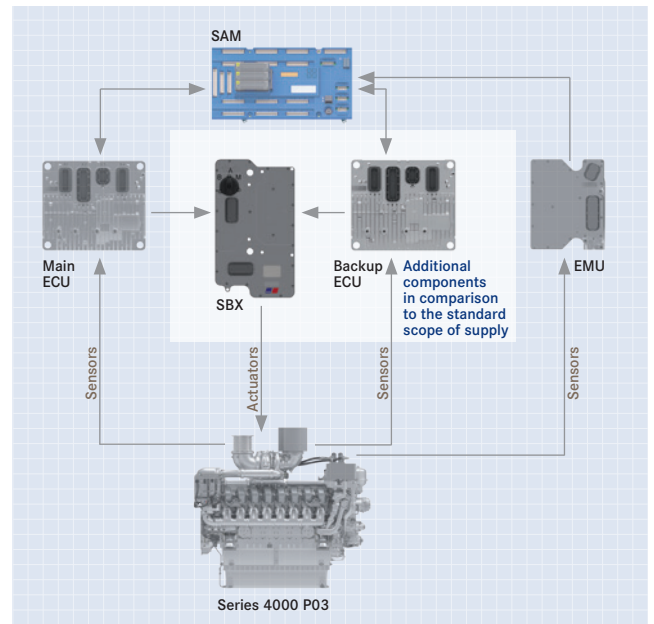 SAM
A
B M
Main
ECU
SBX
Backup
ECU
Additional
components
in comparison
to the standard
scope of supply
EMU
Sensors
Actuators
Sensors
Sensors
Series 4000 P03